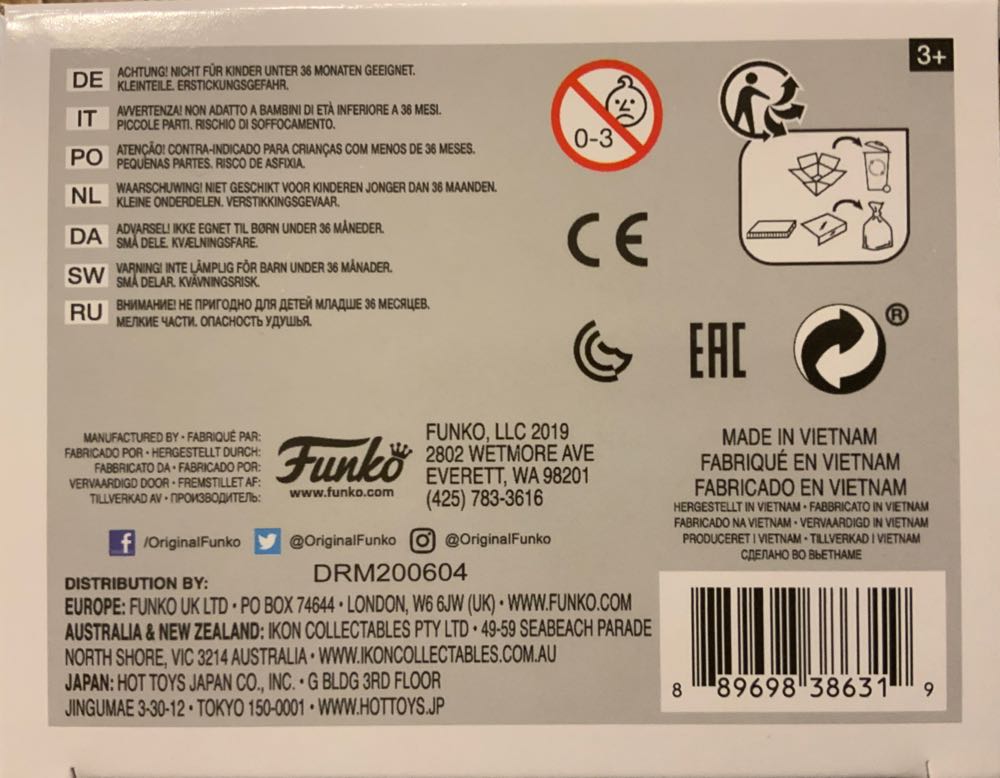 3+
DE ACHTUNG! NICHT FÜR KINDER UNTER 36 MONATEN GEEIGNET.
KLEINTEILE. ERSTICKUNGSGEFAHR.
IT AVVERTENZA! NON ADATTO A BAMBINI DI ETÀ INFERIORE A 36 MESI.
PICCOLE PARTI. RISCHIO DI SOFFOCAMENTO.
PO ATENÇÃO! CONTRA-INDICADO PARA CRIANÇAS COM MENOS DE 36 MESES.
PEQUENAS PARTES. RISCO DE ASFIXIA.
NL WAARSCHUWING! NIET GESCHIKT VOOR KINDEREN JONGER DAN 36 MAANDEN.
KLEINE ONDERDELEN. VERSTIKKINGSGEVAAR.
DA ADVARSEL! IKKE EGNET TIL BØRN UNDER 36 MÅNEDER.
SMÅ DELE. KVÆLNINGSFARE.
SW VARNING! INTE LÄMPLIG FÖR BARN UNDER 36 MÅNADER.
SMÅ DELAR. KVÄVNINGSRISK.
RU ВНИМАНИЕ! НЕ ПРИГОДНО ДЛЯ ДЕТЕЙ МЛАДШЕ 36 МЕСЯЦЕВ.
МЕЛКИЕ ЧАСТИ. ОПАСНОСТЬ УДУШЬЯ.
0-3
CE
EAC
®
MANUFACTURED BY • FABRIQUÉ PAR:
FABRICADO POR • HERGESTELLT DURCH:
FABBRICATO DA • FABRICADO POR:
VERVAARDIGD DOOR • FREMSTILLET AF:
TILLVERKAD AV • ПРОИЗВОДИТЕЛЬ:
Funko
www.funko.com
FUNKO, LLC 2019
2802 WETMORE AVE
EVERETT, WA 98201
(425) 783-3616
MADE IN VIETNAM
FABRIQUÉ EN VIETNAM
FABRICADO EN VIETNAM
HERGESTELLT IN VIETNAM • FABBRICATO IN VIETNAM
FABRICADO NA VIETNAM • VERVAARDIGD IN VIETNAM
PRODUCERET I VIETNAM • TILLVERKAD I VIETNAM
СДЕЛАНО ВО ВЬЕТНАМЕ
f /OriginalFunko @OriginalFunko @OriginalFunko
DRM200604
DISTRIBUTION BY:
EUROPE: FUNKO UK LTD • PO BOX 74644 • LONDON, W6 6JW (UK) • WWW.FUNKO.COM
AUSTRALIA & NEW ZEALAND: IKON COLLECTABLES PTY LTD • 49-59 SEABEACH PARADE
NORTH SHORE, VIC 3214 AUSTRALIA • WWW.IKONCOLLECTABLES.COM.AU
JAPAN: HOT TOYS JAPAN CO., INC. • G BLDG 3RD FLOOR
JINGUMAE 3-30-12 • TOKYO 150-0001 • WWW.HOTTOYS.JP
8 89698 38631 9